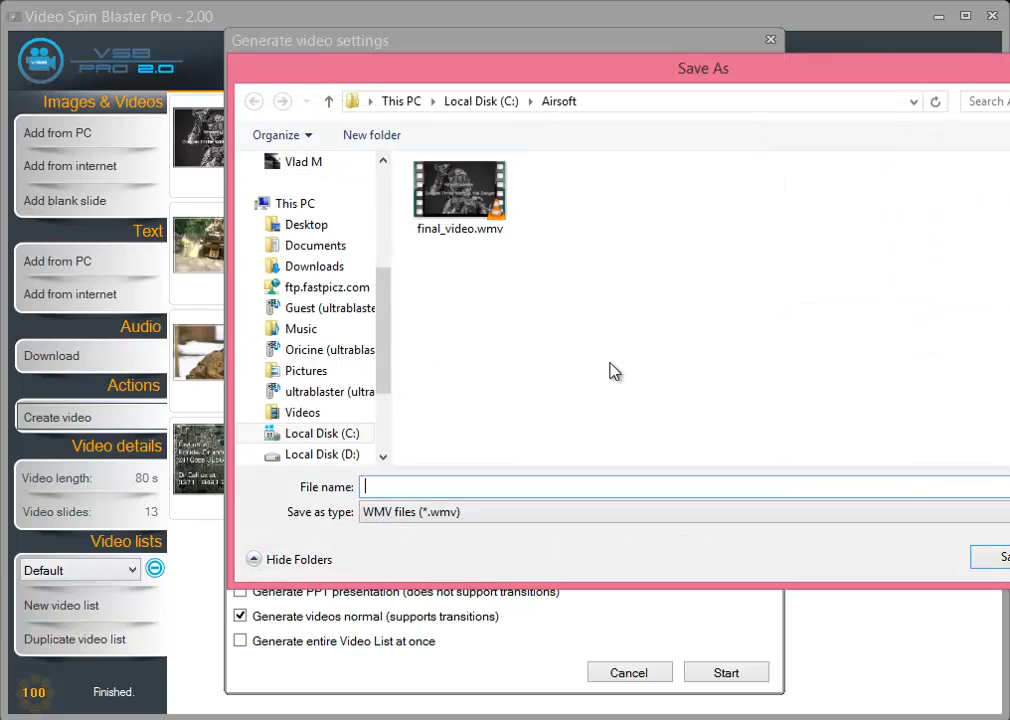 Video Spin Blaster Pro - 2.00
VSB
PRO 2.0
Generate video settings
Save As
This PC
Local Disk (C:)
Airsoft
Search A
Organize
New folder
Images & Videos
Add from PC
Add from internet
Add blank slide
Text
Add from PC
Add from internet
Audio
Download
Actions
Create video
Video details
Video length: 80 s
Video slides: 13
Video lists
Default
New video list
Duplicate video list
100
Finished.
Vlad M
This PC
Desktop
Documents
Downloads
ftp.fastpicz.com
Guest (ultrablaste
Music
Oricine (ultrablas
Pictures
ultrablaster (ultra
Videos
Local Disk (C:)
Local Disk (D:)
final_video.wmv
File name:
Save as type: WMV files (*.wmv)
Hide Folders
Sa
Generate PPT presentation (does not support transitions)
Generate videos normal (supports transitions)
Generate entire Video List at once
Cancel
Start